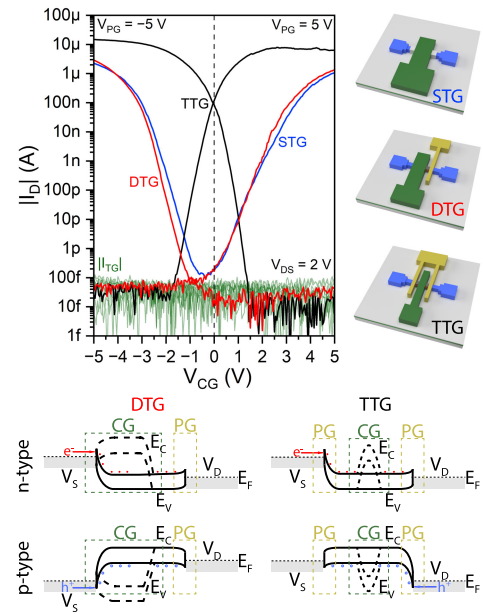 100μ
10μ
1μ
100n
10n
1n
100p
10p
1p
100f
10f
1f
|I_D| (A)
V_PG = −5 V
V_PG = 5 V
TTG
DTG
STG
|I_TG|
V_DS = 2 V
−5 −4 −3 −2 −1 0 1 2 3 4 5
V_CG (V)
STG
DTG
TTG
DTG
TTG
n-type
CG PG
e⁻ E_C
V_S V_D
E_V E_F
PG CG PG
e⁻ E_C
V_S V_D
E_V E_F
p-type
CG PG
E_C V_D
h⁺ E_F
V_S E_V
PG CG PG
E_C V_D
E_F
V_S E_V h⁺